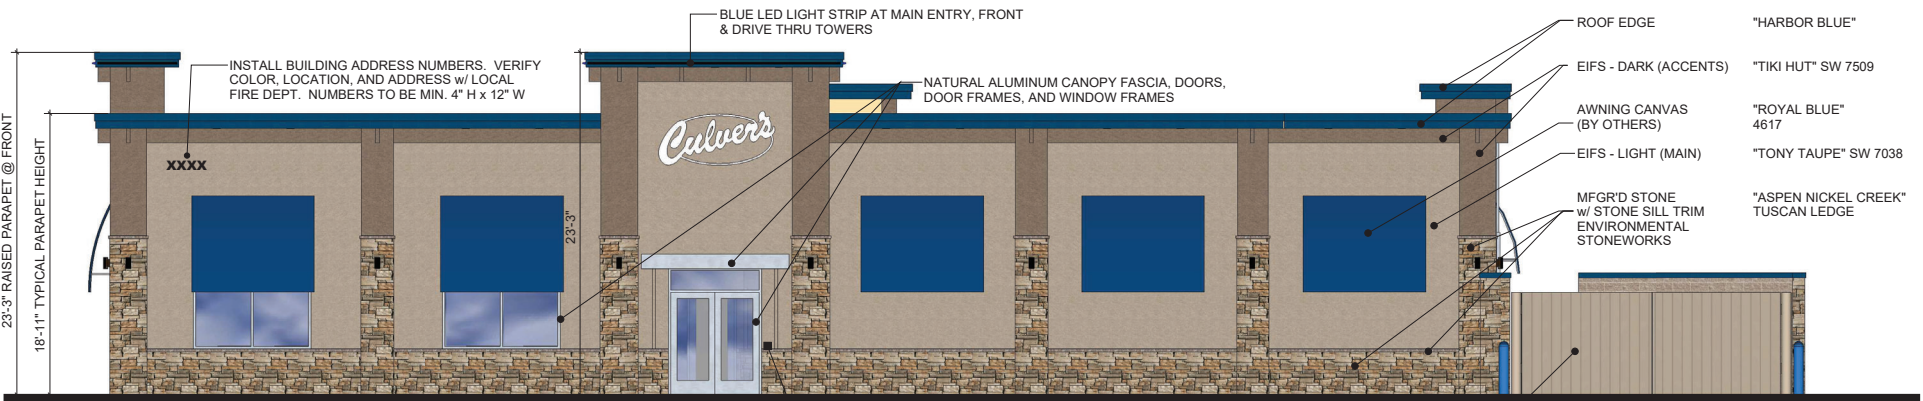 BLUE LED LIGHT STRIP AT MAIN ENTRY, FRONT
& DRIVE THRU TOWERS
INSTALL BUILDING ADDRESS NUMBERS. VERIFY
COLOR, LOCATION, AND ADDRESS w/ LOCAL
FIRE DEPT. NUMBERS TO BE MIN. 4" H x 12" W
NATURAL ALUMINUM CANOPY FASCIA, DOORS,
DOOR FRAMES, AND WINDOW FRAMES
23'-3" RAISED PARAPET @ FRONT
18'-11" TYPICAL PARAPET HEIGHT
XXXX
23'-3"
Culver's
ROOF EDGE "HARBOR BLUE"
EIFS - DARK (ACCENTS) "TIKI HUT" SW 7509
AWNING CANVAS "ROYAL BLUE"
(BY OTHERS) 4617
EIFS - LIGHT (MAIN) "TONY TAUPE" SW 7038
MFGR'D STONE "ASPEN NICKEL CREEK"
w/ STONE SILL TRIM TUSCAN LEDGE
ENVIRONMENTAL
STONEWORKS